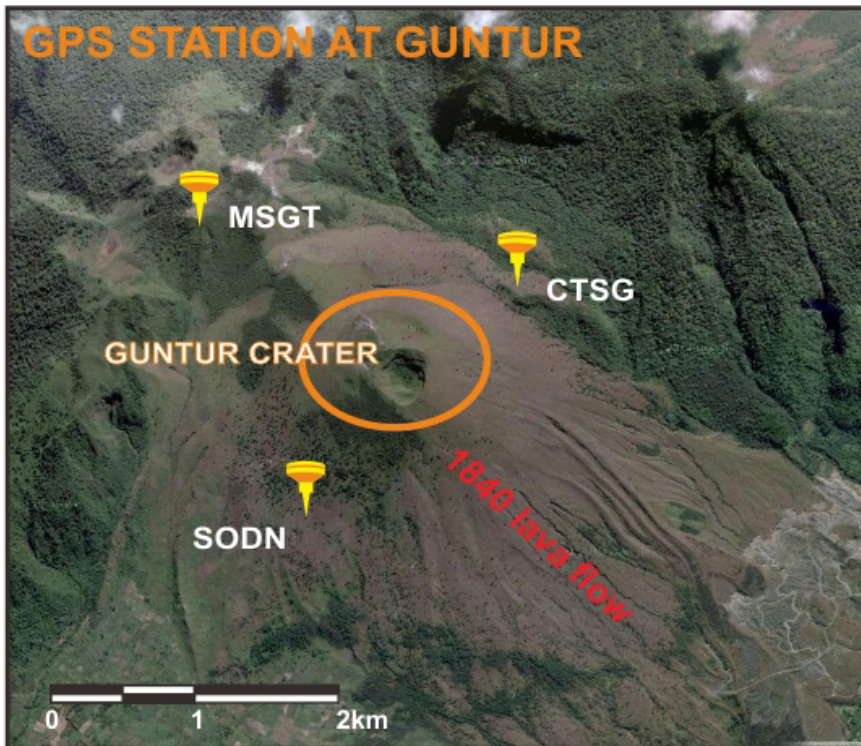 GPS STATION AT GUNTUR
MSGT
CTSG
GUNTUR CRATER
1840 lava flow
SODN
0 1 2km